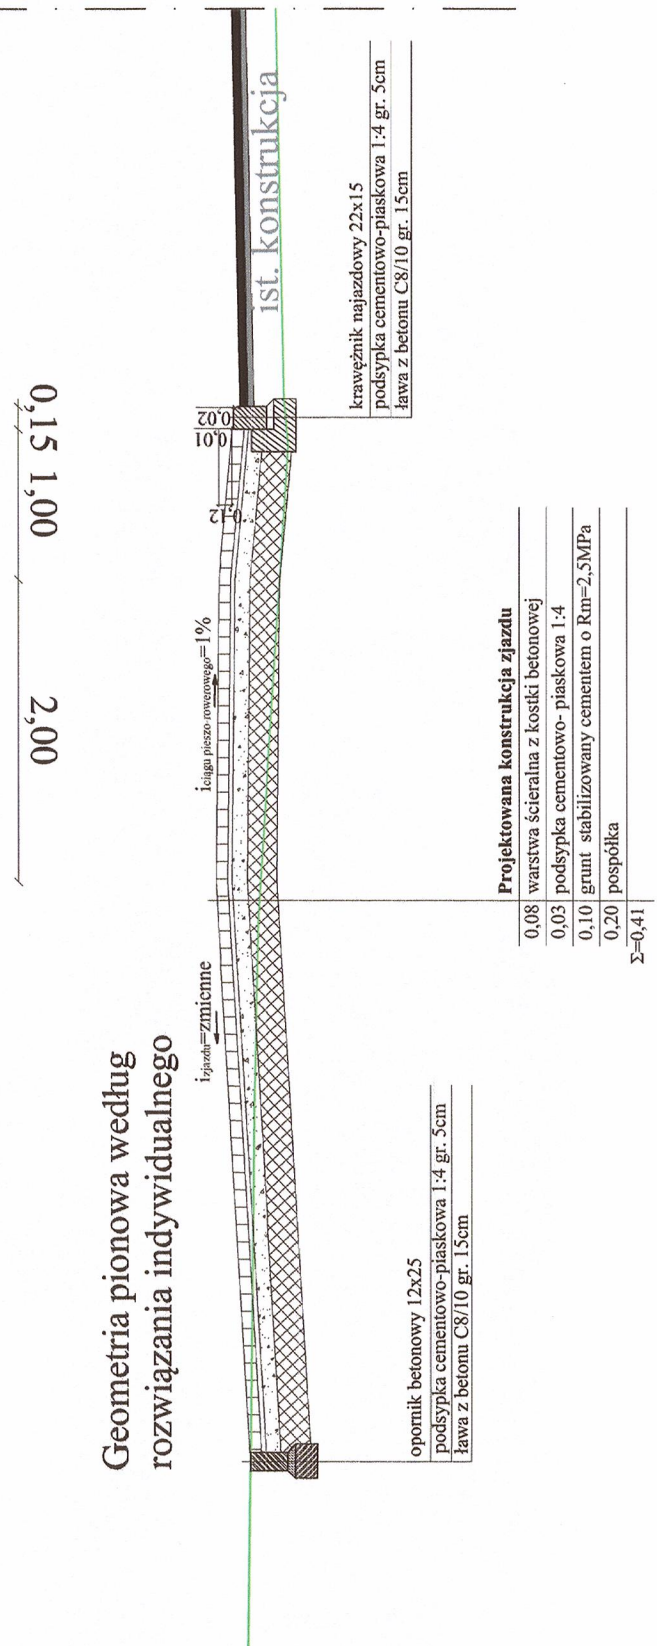 Geometria pionowa według
rozwiązania indywidualnego
2,00
1,00
0,15
izjazdu=zmienne
iciągu pieszo-rowerowego=1%
0,12
0,01
0,02
ist. konstrukcja
opornik betonowy 12x25
podsypka cementowo-piaskowa 1:4 gr. 5cm
ława z betonu C8/10 gr. 15cm
krawężnik najazdowy 22x15
podsypka cementowo-piaskowa 1:4 gr. 5cm
ława z betonu C8/10 gr. 15cm
Projektowana konstrukcja zjazdu
0,08 warstwa ścieralna z kostki betonowej
0,03 podsypka cementowo- piaskowa 1:4
0,10 grunt stabilizowany cementem o Rm=2,5MPa
0,20 pospółka
Σ=0,41